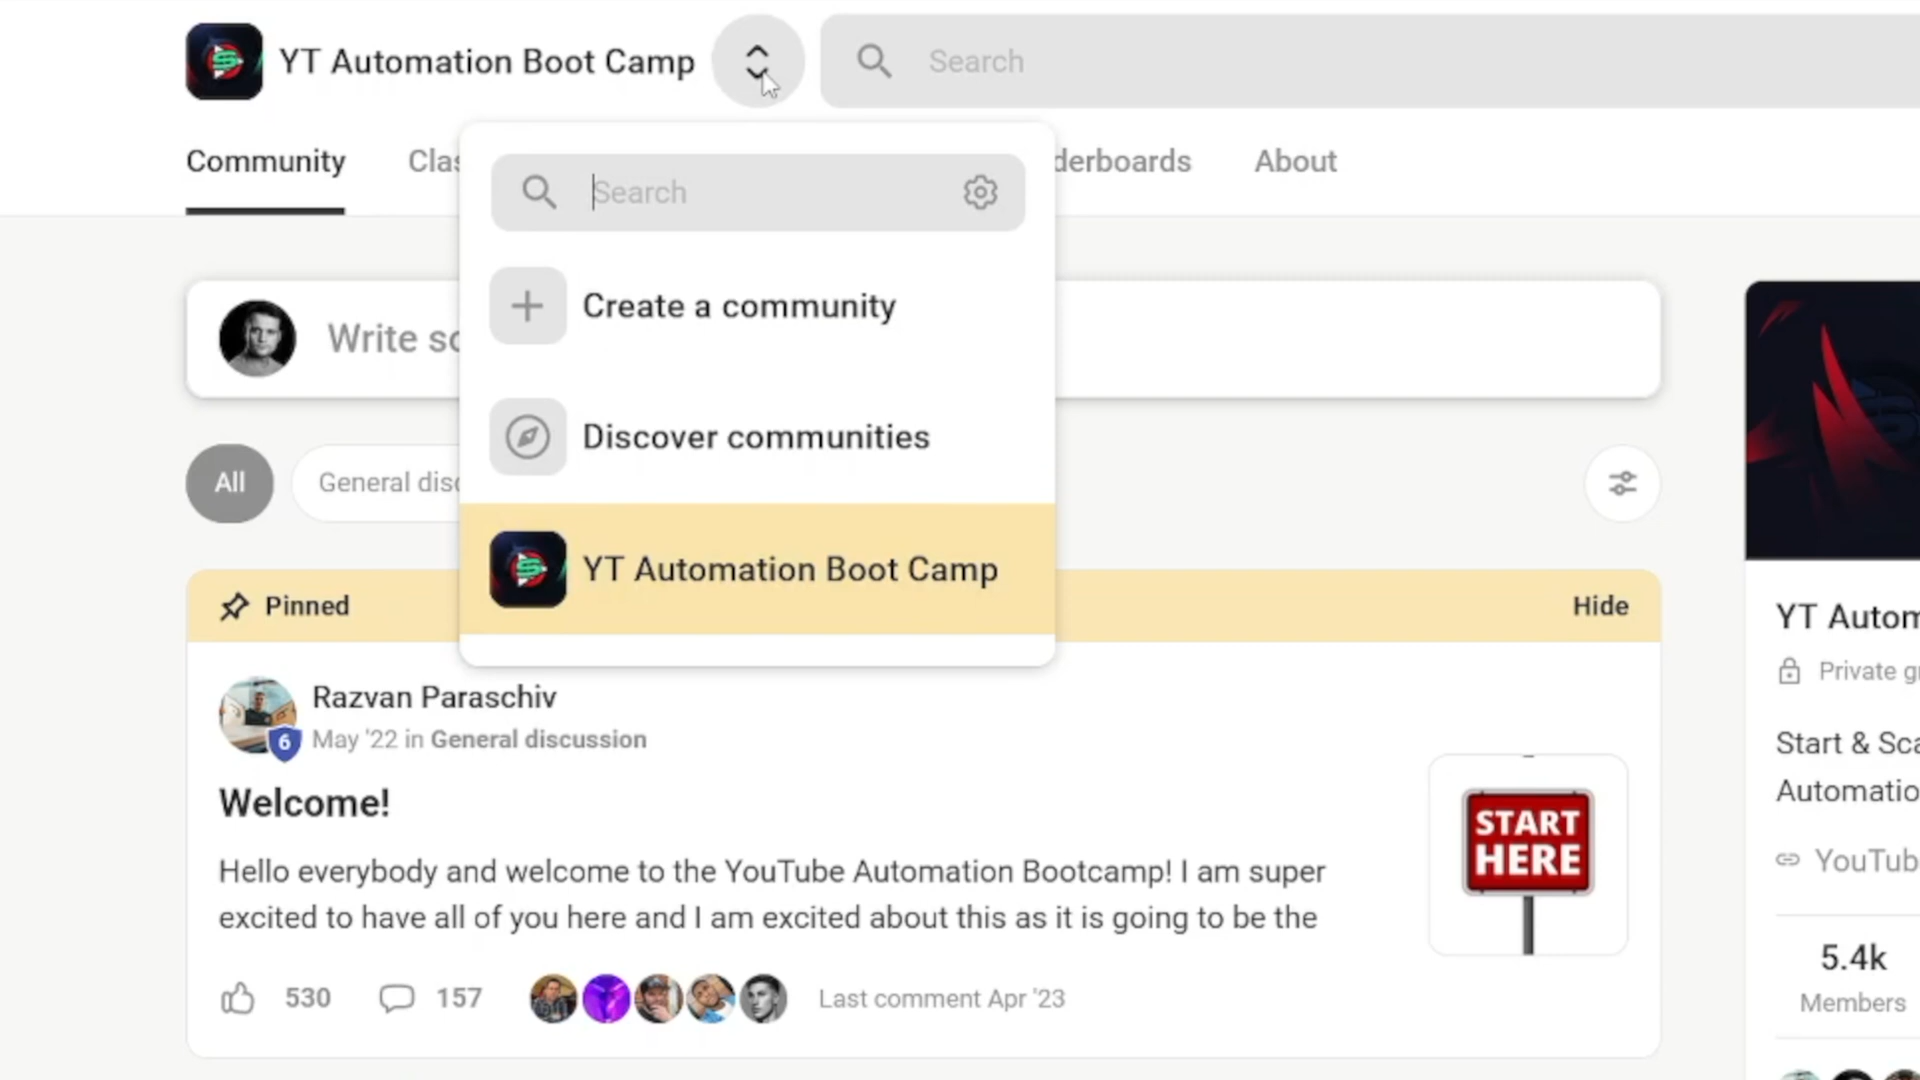 YT Automation Boot Camp
Search
Community
Clas
derboards
About
Search
Create a community
Discover communities
YT Automation Boot Camp
Write sc
All
General disc
Pinned
Hide
Razvan Paraschiv
6
May '22 in General discussion
Welcome!
Hello everybody and welcome to the YouTube Automation Bootcamp! I am super
excited to have all of you here and I am excited about this as it is going to be the
START
HERE
530
157
Last comment Apr '23
YT Autom
Private g
Start & Sca
Automatio
YouTub
5.4k
Members